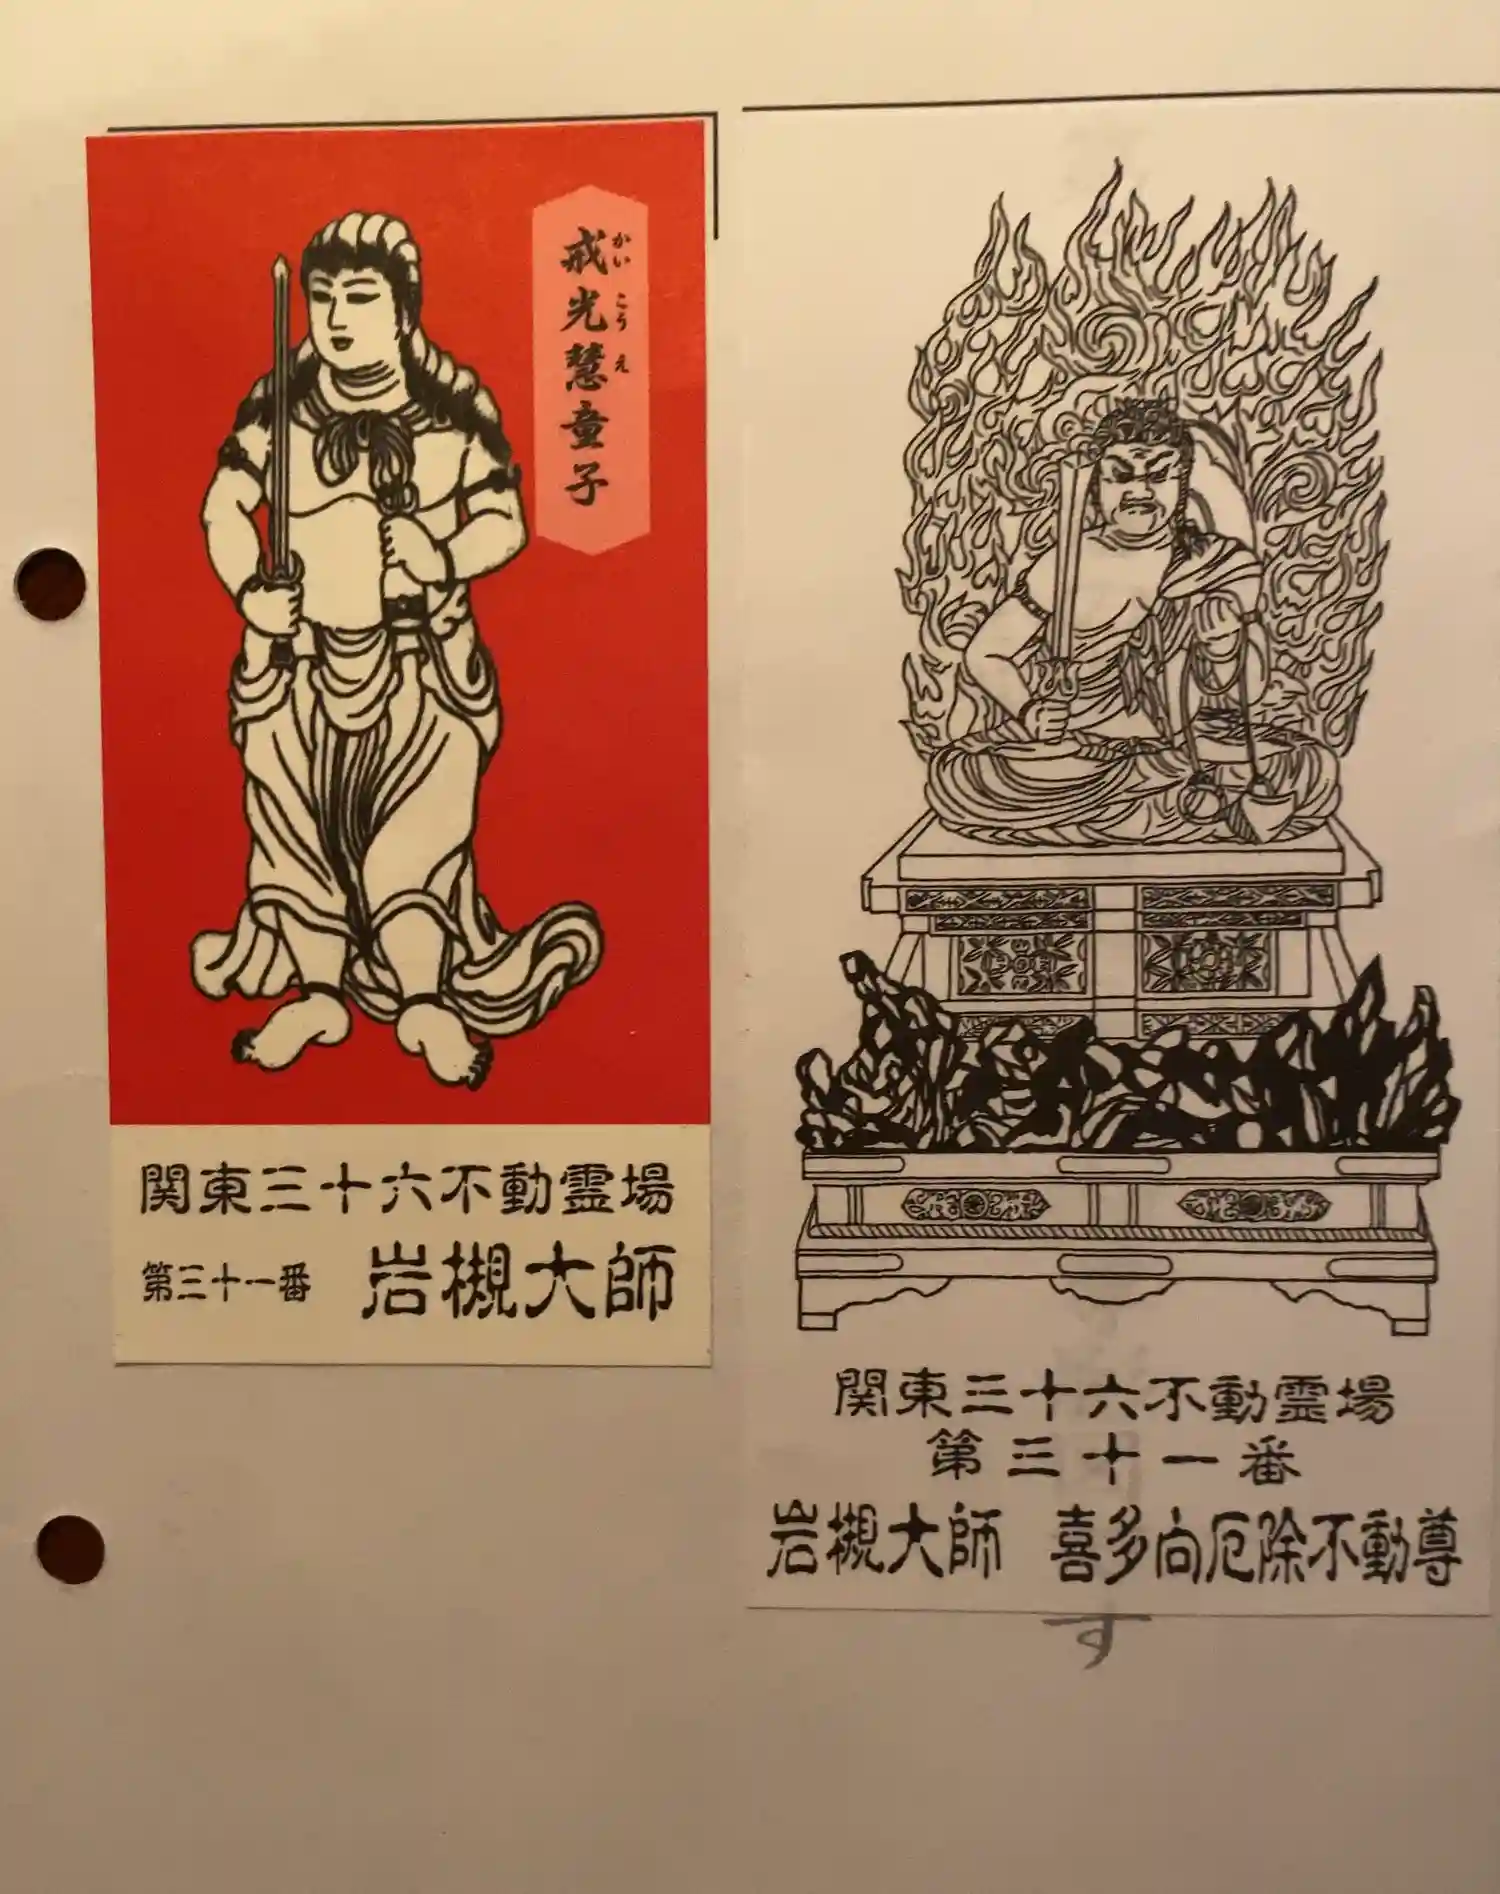 戒光慧童子
かい こう え
関東三十六不動霊場
第三十一番 岩槻大師
関東三十六不動霊場
第三十一番
岩槻大師 喜多向厄除不動尊
す